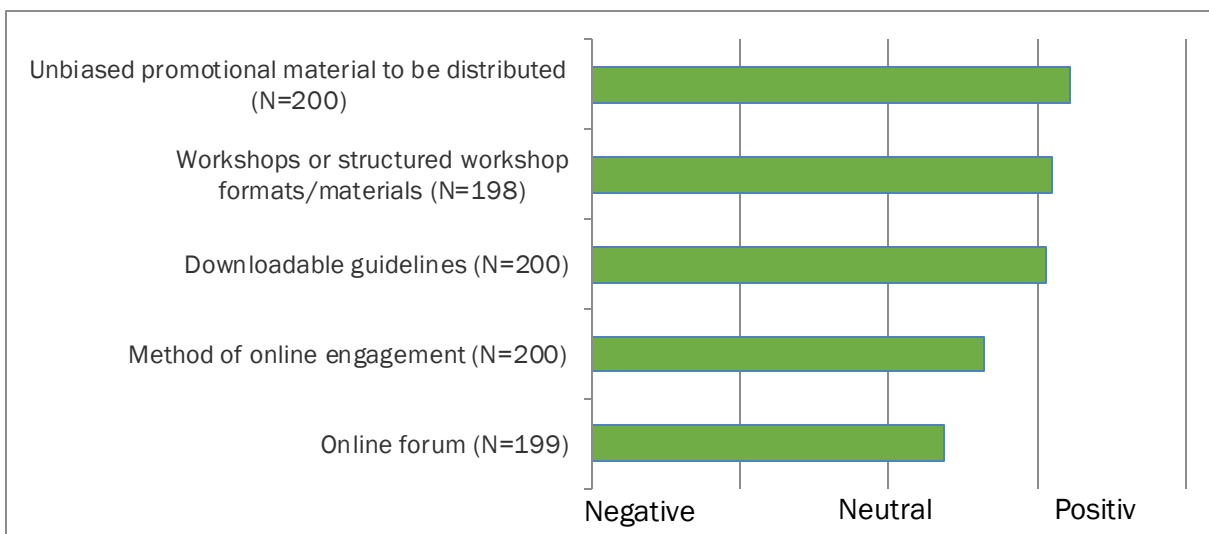 Unbiased promotional material to be distributed
(N=200)
Workshops or structured workshop
formats/materials (N=198)
Downloadable guidelines (N=200)
Method of online engagement (N=200)
Online forum (N=199)
Negative Neutral Positiv